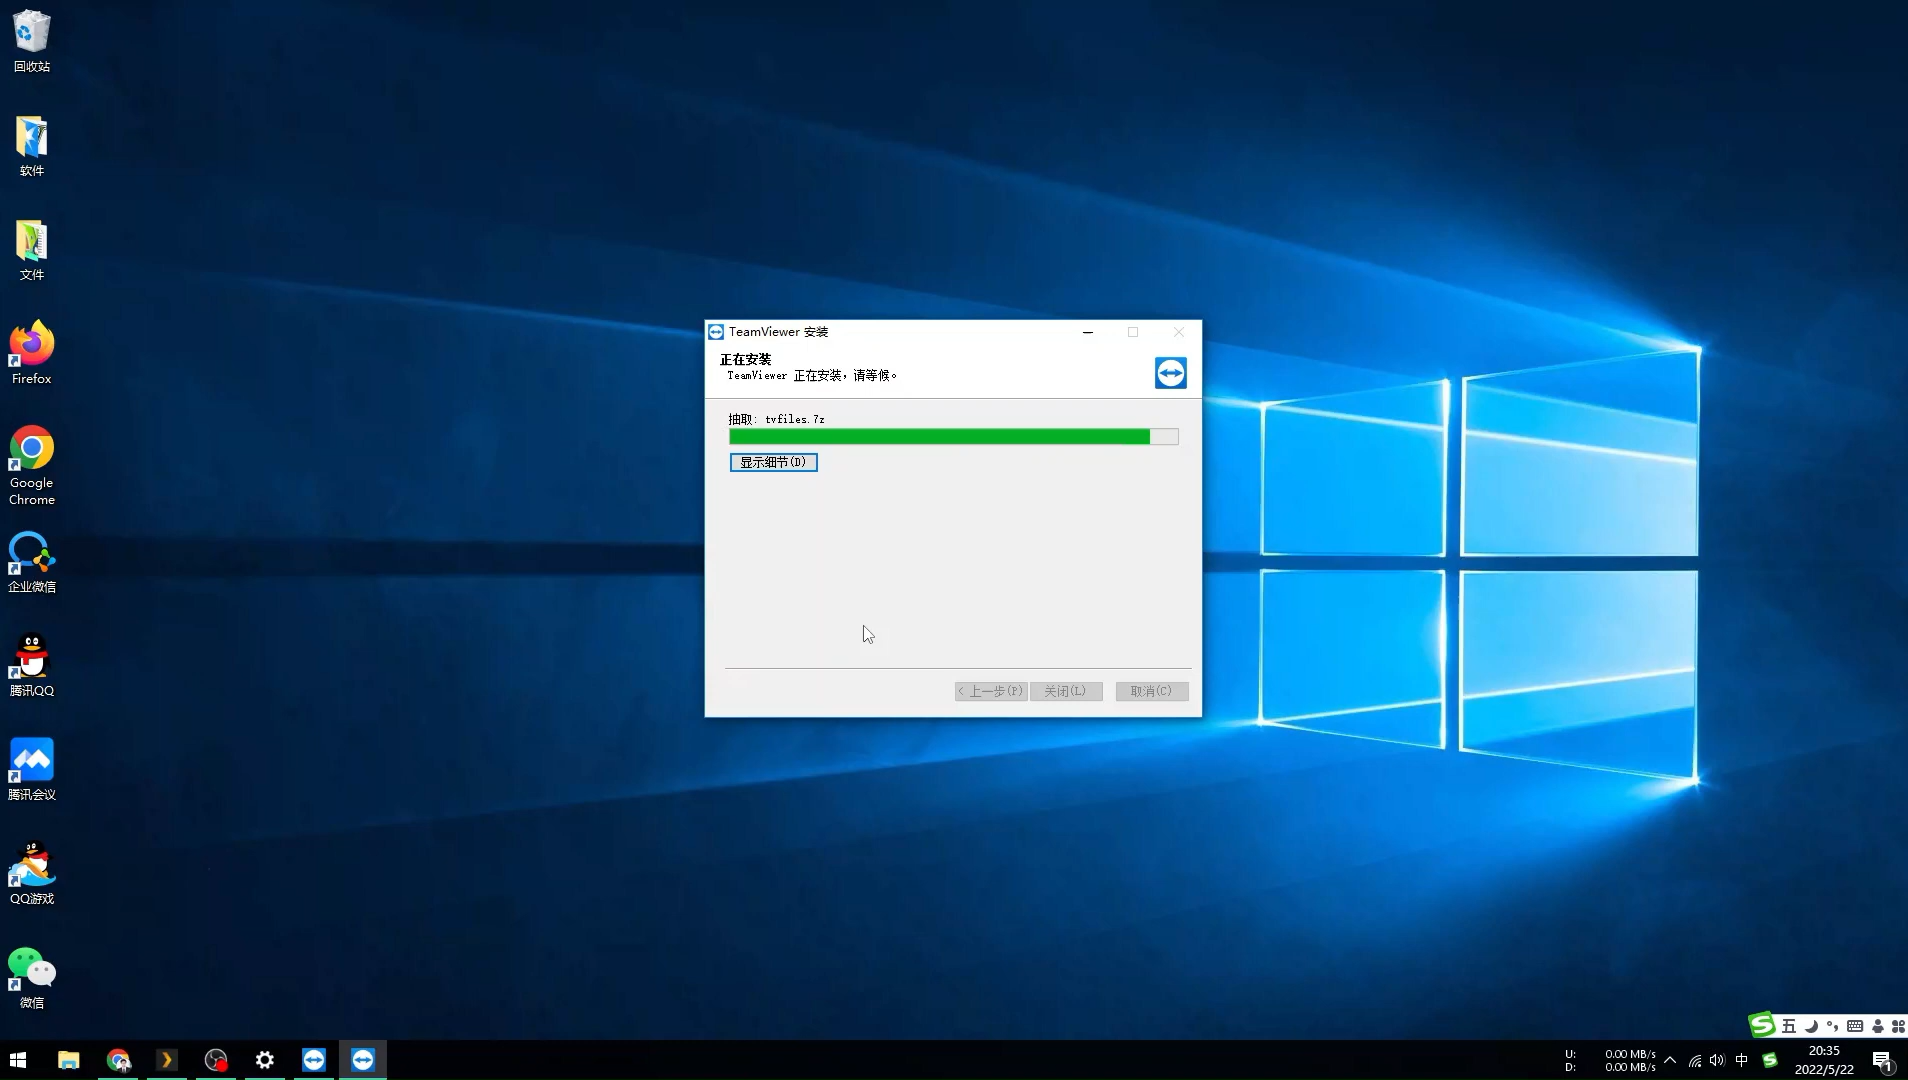 回收站
软件
文件
Firefox
Google
Chrome
企业微信
腾讯QQ
腾讯会议
QQ游戏
微信
TeamViewer 安装
正在安装
TeamViewer 正在安装，请等候。
抽取: tvfiles.7z
显示细节(D)
< 上一步(P)
关闭(L)
取消(C)
五
U: 0.00 MB/s
D: 0.00 MB/s
中
20:35
2022/5/22
1